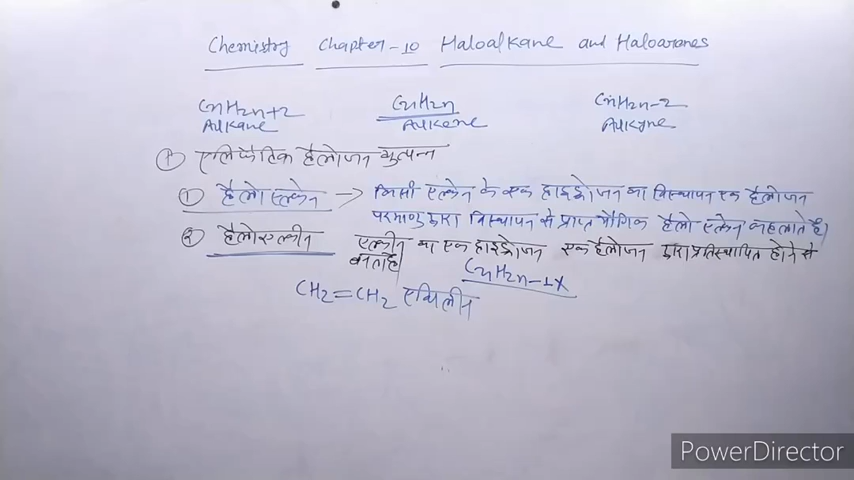 Chemistry Chapter-10 Haloalkane and Haloarenes
CnH2n+2 CnH2n CnH2n-2
Alkane Alkene Alkyne
① एलिफैटिक हैलोजन व्युत्पन्न
① हैलो एल्केन → किसी एल्केन के एक हाइड्रोजन का विस्थापन एक हैलोजन
परमाणु द्वारा विस्थापन से प्राप्त यौगिक हैलो एल्केन कहलाते हैं।
② हैलोएल्कीन एल्कीन का एक हाइड्रोजन एक हैलोजन द्वारा प्रतिस्थापित होने से
बनता है CnH2n-1X
CH2=CH2 एथिलीन
PowerDirector